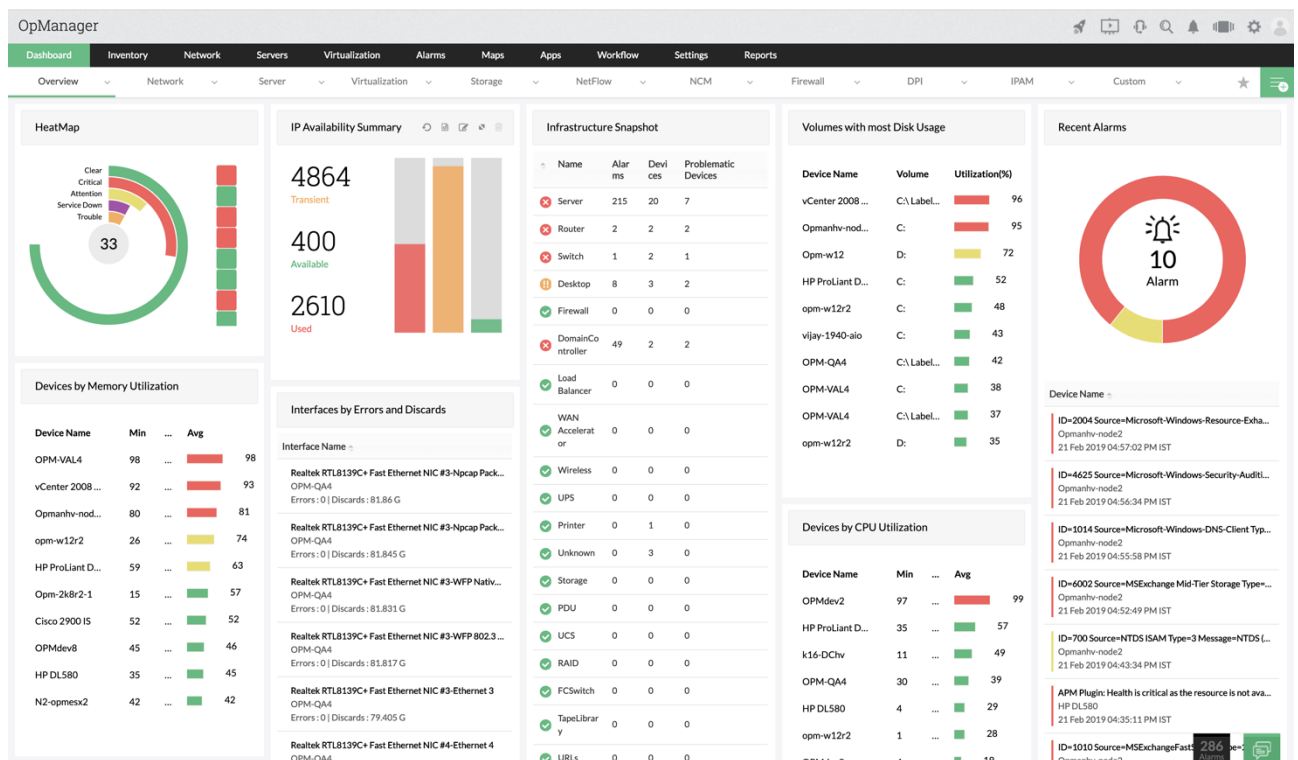 OpManager
Dashboard Inventory Network Servers Virtualization Alarms Maps Apps Workflow Settings Reports
Overview Network Server Virtualization Storage NetFlow NCM Firewall DPI IPAM Custom
HeatMap
Clear
Critical
Attention
Service Down
Trouble
33
Devices by Memory Utilization
Device Name Min ... Avg
OPM-VAL4 98 ... 98
vCenter 2008 ... 92 ... 93
Opmanhv-nod... 80 ... 81
opm-w12r2 26 ... 74
HP ProLiant D... 59 ... 63
Opm-2k8r2-1 15 ... 57
Cisco 2900 IS 52 ... 52
OPMdev8 45 ... 46
HP DL580 35 ... 45
N2-opmesx2 42 ... 42
IP Availability Summary
4864
Transient
400
Available
2610
Used
Interfaces by Errors and Discards
Interface Name
Realtek RTL8139C+ Fast Ethernet NIC #3-Npcap Pack...
OPM-QA4
Errors : 0 | Discards : 81.86 G
Realtek RTL8139C+ Fast Ethernet NIC #3-Npcap Pack...
OPM-QA4
Errors : 0 | Discards : 81.845 G
Realtek RTL8139C+ Fast Ethernet NIC #3-WFP Nativ...
OPM-QA4
Errors : 0 | Discards : 81.831 G
Realtek RTL8139C+ Fast Ethernet NIC #3-WFP 802.3 ...
OPM-QA4
Errors : 0 | Discards : 81.817 G
Realtek RTL8139C+ Fast Ethernet NIC #3-Ethernet 3
OPM-QA4
Errors : 0 | Discards : 79.405 G
Realtek RTL8139C+ Fast Ethernet NIC #4-Ethernet 4
OPM-QA4
Infrastructure Snapshot
Name Alar Devi Problematic
ms ces Devices
Server 215 20 7
Router 2 2 2
Switch 1 2 1
Desktop 8 3 2
Firewall 0 0 0
DomainCo
ntroller 49 2 2
Load
Balancer 0 0 0
WAN
Accelerat 0 0 0
or
Wireless 0 0 0
UPS 0 0 0
Printer 0 1 0
Unknown 0 3 0
Storage 0 0 0
PDU 0 0 0
UCS 0 0 0
RAID 0 0 0
FCSwitch 0 0 0
TapeLibrar
y 0 0 0
URLs 0 0 0
Volumes with most Disk Usage
Device Name Volume Utilization(%)
vCenter 2008 ... C:\ Label... 96
Opmanhv-nod... C: 95
Opm-w12 D: 72
HP ProLiant D... C: 52
opm-w12r2 C: 48
vijay-1940-aio C: 43
OPM-QA4 C:\ Label... 42
OPM-VAL4 C: 38
OPM-VAL4 C:\ Label... 37
opm-w12r2 D: 35
Devices by CPU Utilization
Device Name Min ... Avg
OPMdev2 97 ... 99
HP ProLiant D... 35 ... 57
k16-DChv 11 ... 49
OPM-QA4 30 ... 39
HP DL580 4 ... 29
opm-w12r2 1 ... 28
Recent Alarms
10
Alarm
Device Name
ID=2004 Source=Microsoft-Windows-Resource-Exha...
Opmanhv-node2
21 Feb 2019 04:57:02 PM IST
ID=4625 Source=Microsoft-Windows-Security-Auditi...
Opmanhv-node2
21 Feb 2019 04:56:34 PM IST
ID=1014 Source=Microsoft-Windows-DNS-Client Typ...
Opmanhv-node2
21 Feb 2019 04:55:58 PM IST
ID=6002 Source=MSExchange Mid-Tier Storage Type=...
Opmanhv-node2
21 Feb 2019 04:52:49 PM IST
ID=700 Source=NTDS ISAM Type=3 Message=NTDS (...
Opmanhv-node2
21 Feb 2019 04:43:34 PM IST
APM Plugin: Health is critical as the resource is not ava...
HP DL580
21 Feb 2019 04:35:11 PM IST
ID=1010 Source=MSExchangeFast
286
Alarms